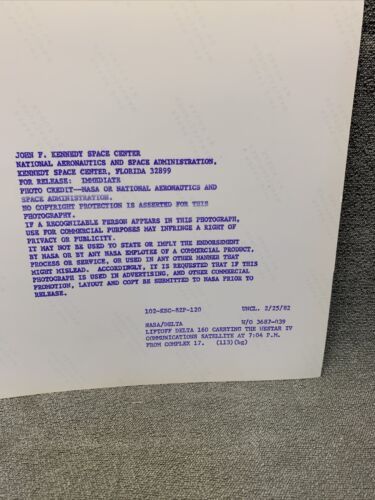 JOHN F. KENNEDY SPACE CENTER
NATIONAL AERONAUTICS AND SPACE ADMINISTRATION,
KENNEDY SPACE CENTER, FLORIDA 32899
FOR RELEASE: IMMEDIATE
PHOTO CREDIT--NASA OR NATIONAL AERONAUTICS AND
SPACE ADMINISTRATION.
NO COPYRIGHT PROTECTION IS ASSERTED FOR THIS
PHOTOGRAPH.
IF A RECOGNIZABLE PERSON APPEARS IN THIS PHOTOGRAPH,
USE FOR COMMERCIAL PURPOSES MAY INFRINGE A RIGHT OF
PRIVACY OR PUBLICITY.
IT MAY NOT BE USED TO STATE OR IMPLY THE ENDORSEMENT
BY NASA OR BY ANY NASA EMPLOYEE OF A COMMERCIAL PRODUCT,
PROCESS OR SERVICE, OR USED IN ANY OTHER MANNER THAT
MIGHT MISLEAD. ACCORDINGLY, IT IS REQUESTED THAT IF THIS
PHOTOGRAPH IS USED IN ADVERTISING, AND OTHER COMMERCIAL
PROMOTION, LAYOUT AND COPY BE SUBMITTED TO NASA PRIOR TO
RELEASE.
102-KSC-82P-120 UNCL. 2/25/82
W/O 3687-039
NASA/DELTA
LIFTOFF DELTA 160 CARRYING THE WESTAR IV
COMMUNICATIONS SATELLITE AT 7:04 P.M.
FROM COMPLEX 17. (113)(hg)